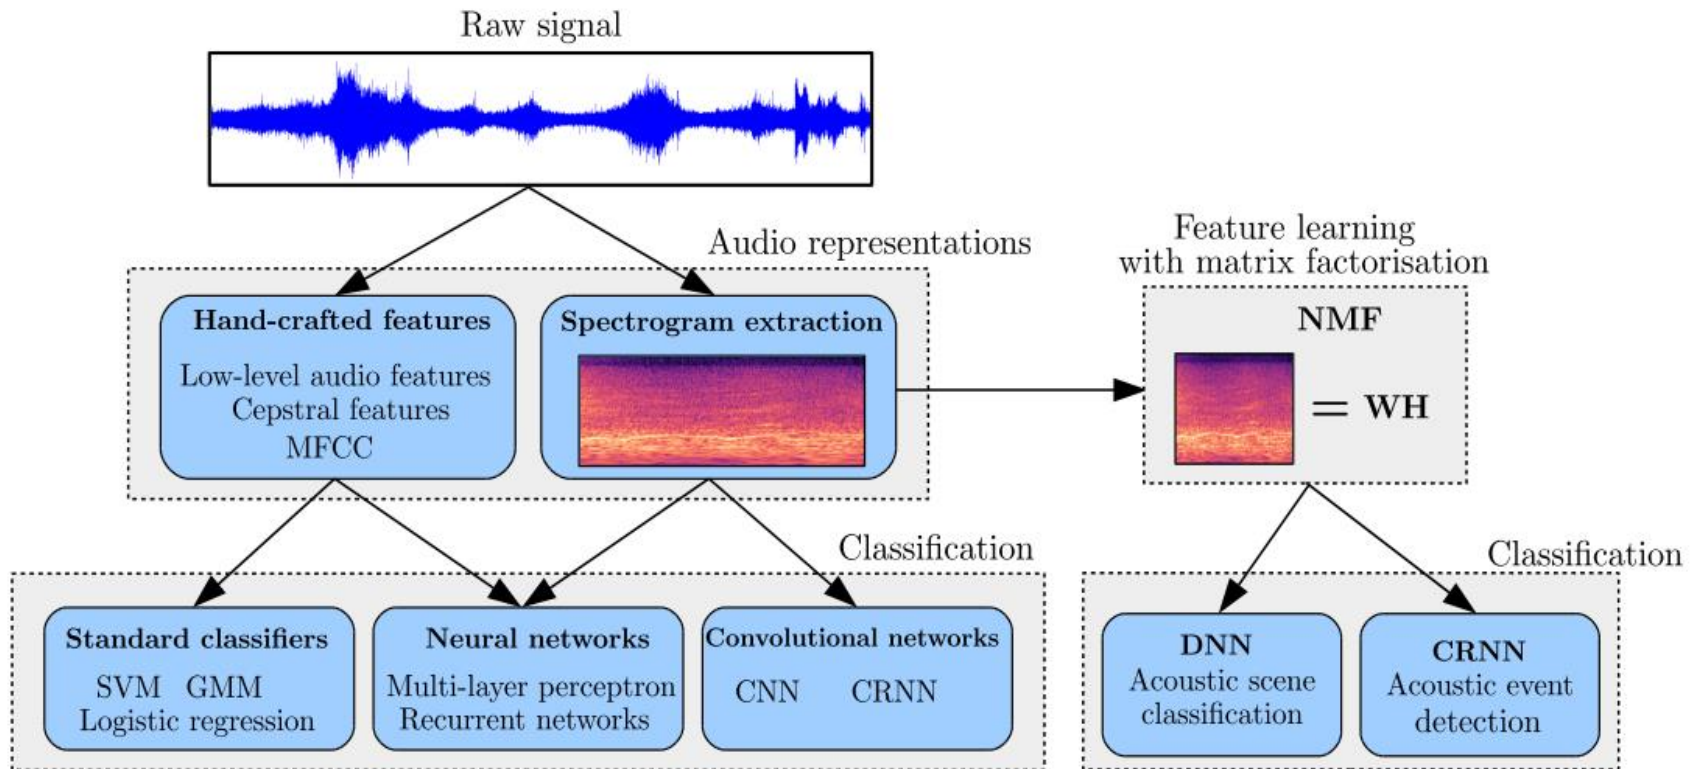 Raw signal
Audio representations
Hand-crafted features
Low-level audio features
Cepstral features
MFCC
Spectrogram extraction
Feature learning
with matrix factorisation
NMF
= WH
Classification
Standard classifiers
SVM GMM
Logistic regression
Neural networks
Multi-layer perceptron
Recurrent networks
Convolutional networks
CNN CRNN
Classification
DNN
Acoustic scene
classification
CRNN
Acoustic event
detection